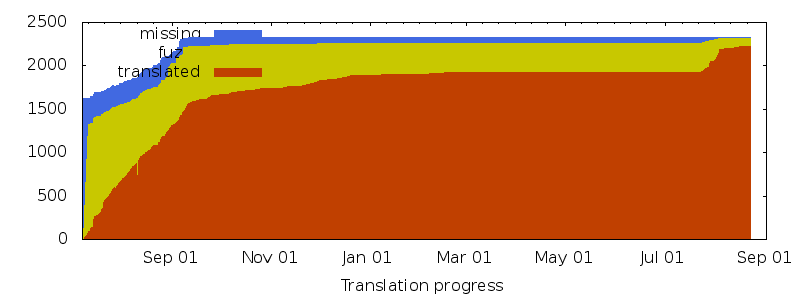 2500
2000
1500
1000
500
0
missing
fuz
translated
Sep 01 Nov 01 Jan 01 Mar 01 May 01 Jul 01 Sep 01
Translation progress